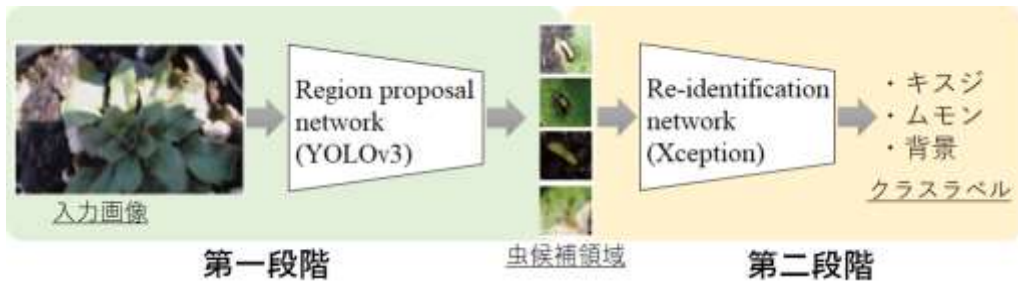 入力画像
Region proposal
network
(YOLOv3)
虫候補領域
Re-identification
network
(Xception)
・キスジ
・ムモン
・背景
クラスラベル
第一段階
第二段階